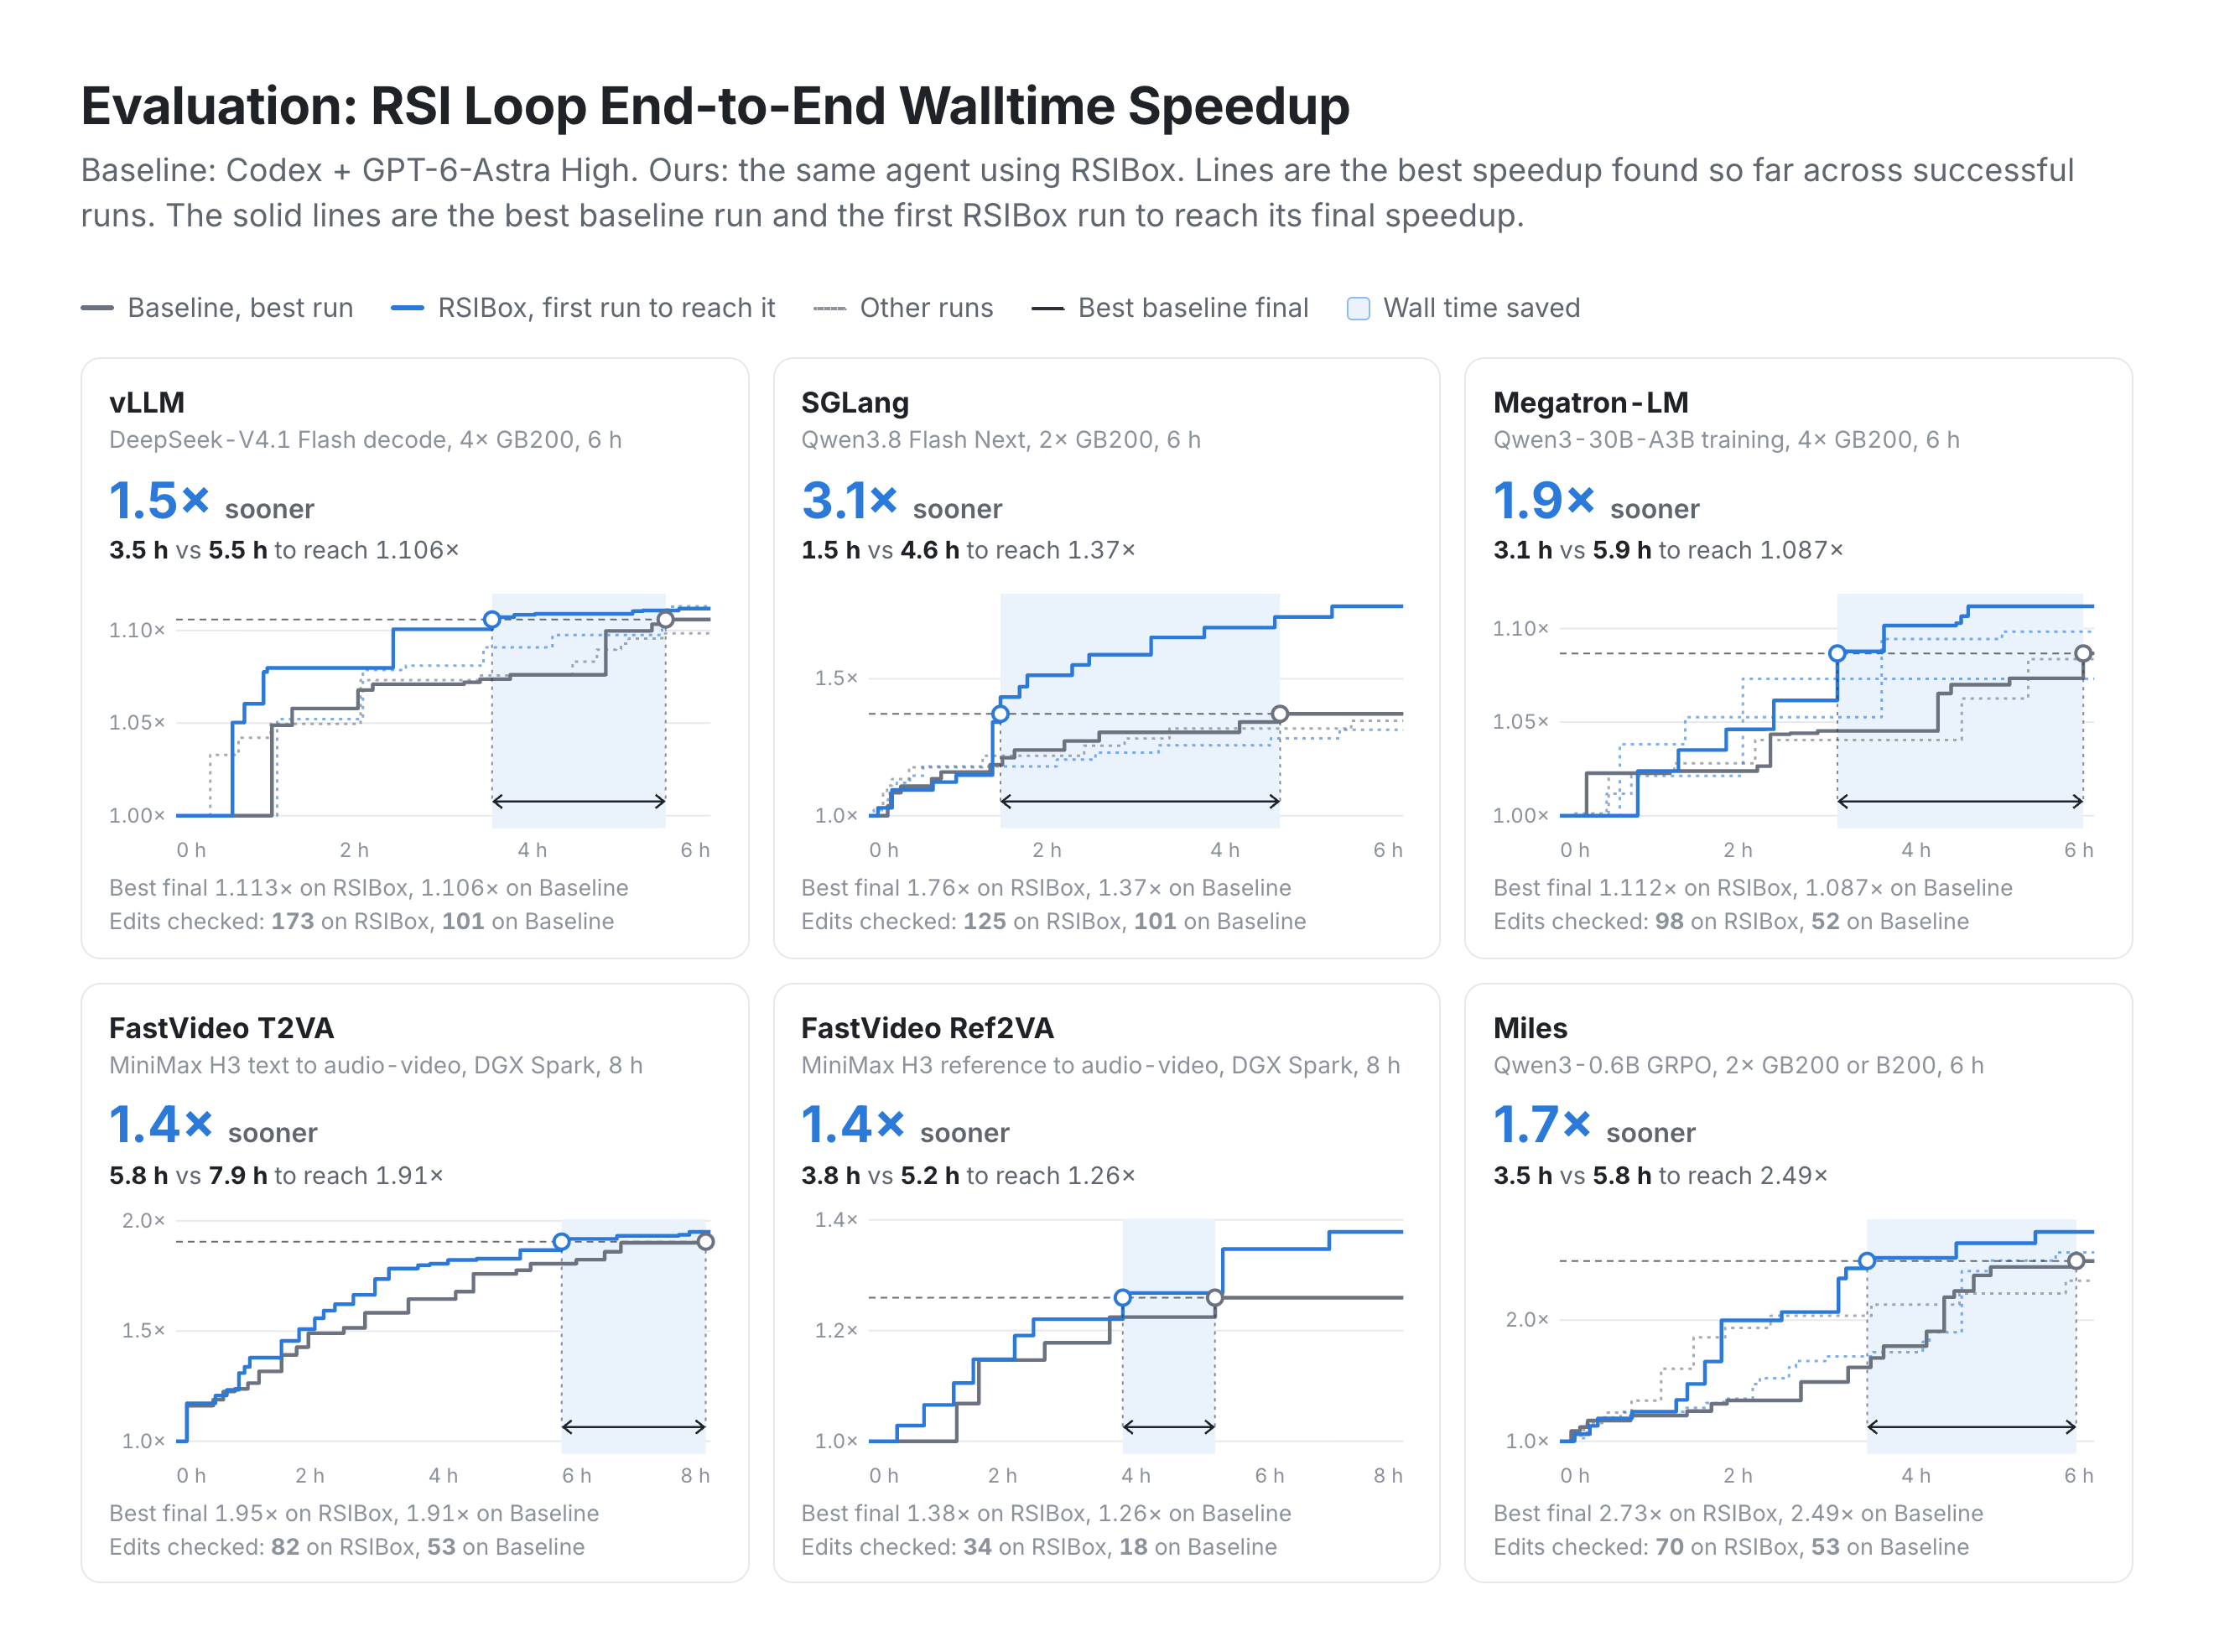 Evaluation: RSI Loop End-to-End Walltime Speedup
Baseline: Codex + GPT-6-Astra High. Ours: the same agent using RSIBox. Lines are the best speedup found so far across successful
runs. The solid lines are the best baseline run and the first RSIBox run to reach its final speedup.
Baseline, best run
RSIBox, first run to reach it
Other runs
Best baseline final
Wall time saved
vLLM
DeepSeek-V4.1 Flash decode, 4× GB200, 6 h
1.5× sooner
3.5 h vs 5.5 h to reach 1.106×
1.10×
1.05×
1.00×
0 h
2 h
4 h
6 h
Best final 1.113× on RSIBox, 1.106× on Baseline
Edits checked: 173 on RSIBox, 101 on Baseline
SGLang
Qwen3.8 Flash Next, 2× GB200, 6 h
3.1× sooner
1.5 h vs 4.6 h to reach 1.37×
1.5×
1.0×
0 h
2 h
4 h
6 h
Best final 1.76× on RSIBox, 1.37× on Baseline
Edits checked: 125 on RSIBox, 101 on Baseline
Megatron-LM
Qwen3-30B-A3B training, 4× GB200, 6 h
1.9× sooner
3.1 h vs 5.9 h to reach 1.087×
1.10×
1.05×
1.00×
0 h
2 h
4 h
6 h
Best final 1.112× on RSIBox, 1.087× on Baseline
Edits checked: 98 on RSIBox, 52 on Baseline
FastVideo T2VA
MiniMax H3 text to audio-video, DGX Spark, 8 h
1.4× sooner
5.8 h vs 7.9 h to reach 1.91×
2.0×
1.5×
1.0×
0 h
2 h
4 h
6 h
8 h
Best final 1.95× on RSIBox, 1.91× on Baseline
Edits checked: 82 on RSIBox, 53 on Baseline
FastVideo Ref2VA
MiniMax H3 reference to audio-video, DGX Spark, 8 h
1.4× sooner
3.8 h vs 5.2 h to reach 1.26×
1.4×
1.2×
1.0×
0 h
2 h
4 h
6 h
8 h
Best final 1.38× on RSIBox, 1.26× on Baseline
Edits checked: 34 on RSIBox, 18 on Baseline
Miles
Qwen3-0.6B GRPO, 2× GB200 or B200, 6 h
1.7× sooner
3.5 h vs 5.8 h to reach 2.49×
2.0×
1.0×
0 h
2 h
4 h
6 h
Best final 2.73× on RSIBox, 2.49× on Baseline
Edits checked: 70 on RSIBox, 53 on Baseline